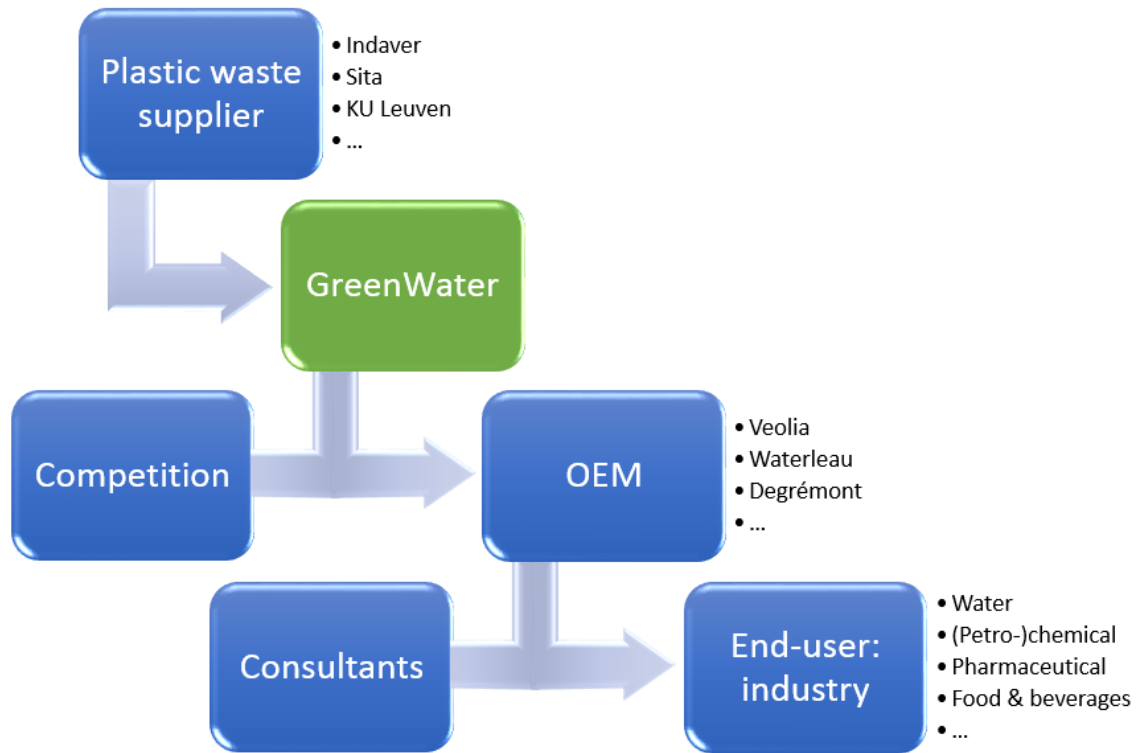 Plastic waste
supplier
• Indaver
• Sita
• KU Leuven
• ...
GreenWater
Competition
OEM
• Veolia
• Waterleau
• Degrémont
• ...
Consultants
End-user:
industry
• Water
• (Petro-)chemical
• Pharmaceutical
• Food & beverages
• ...